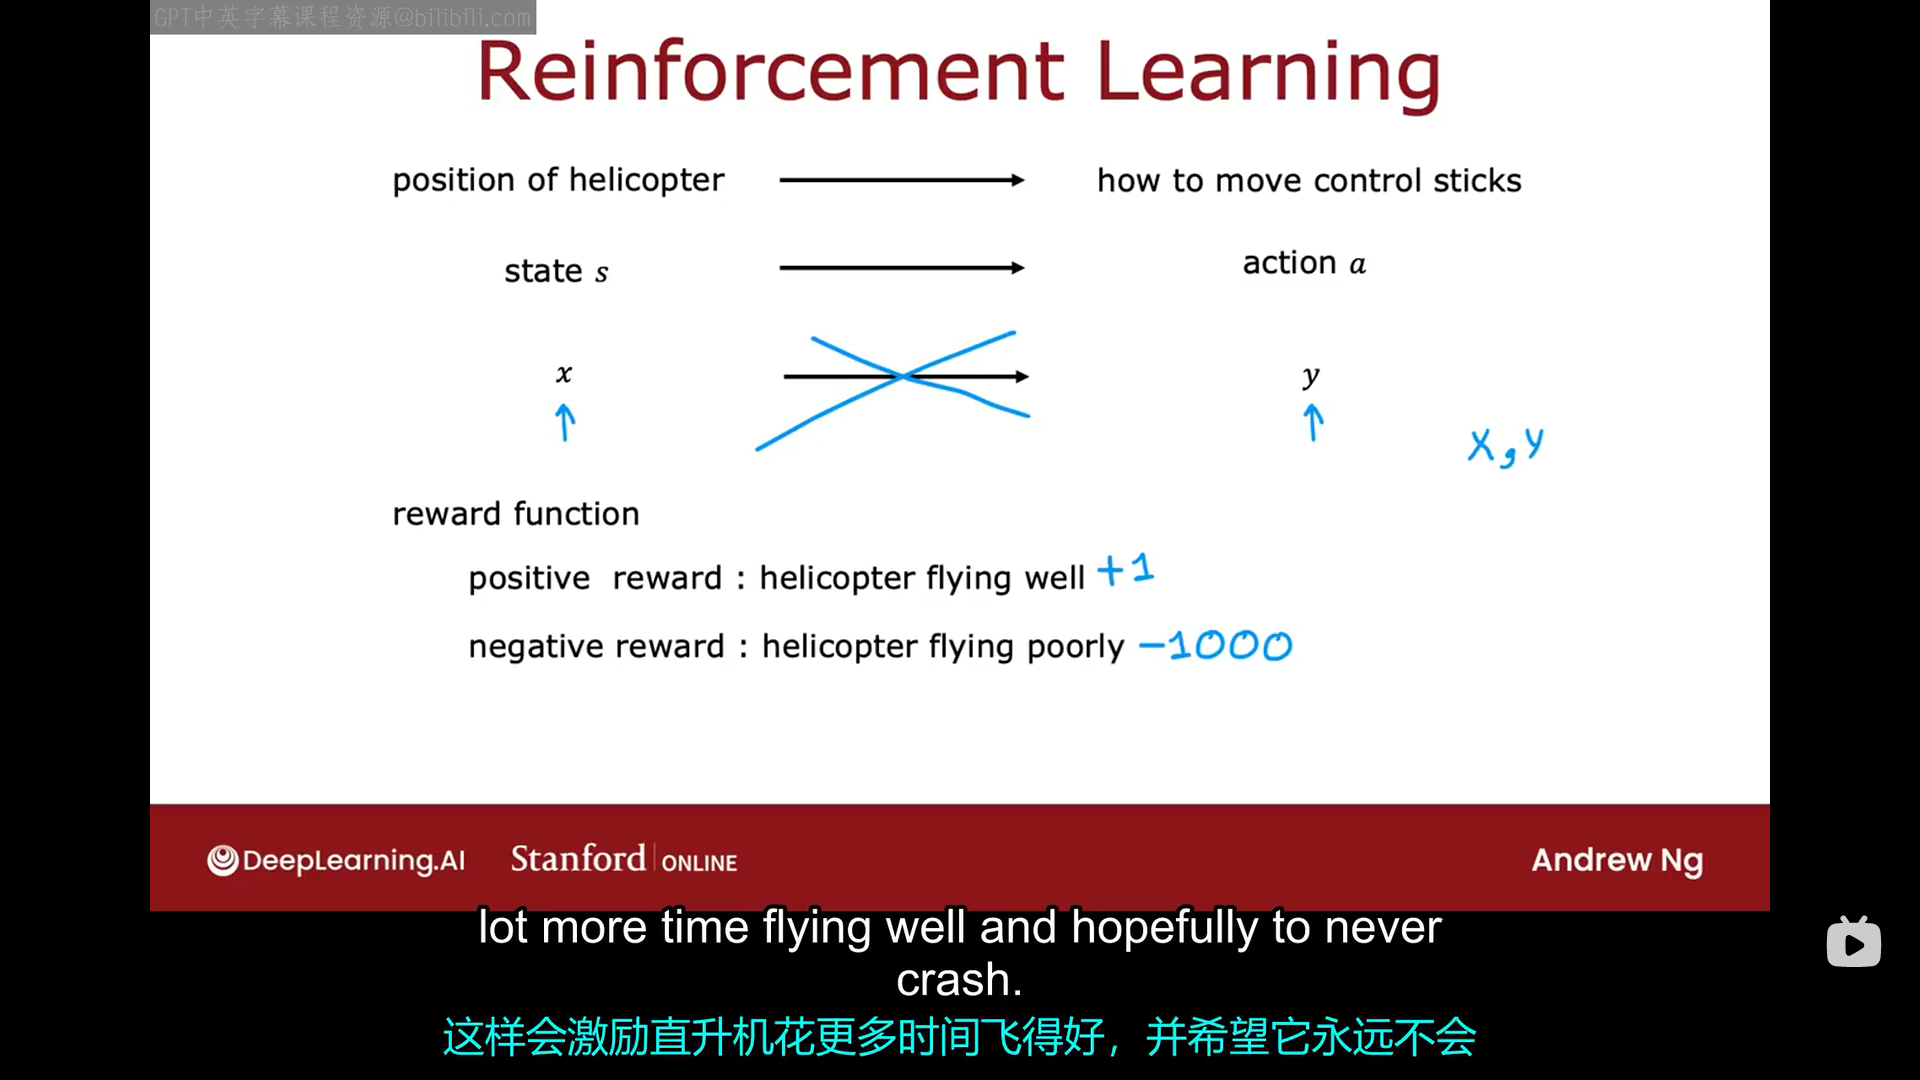 GPT中英字幕课程资源@bilibili.com
Reinforcement Learning
position of helicopter how to move control sticks
state s action a
x y
x, y
reward function
positive reward : helicopter flying well +1
negative reward : helicopter flying poorly -1000
DeepLearning.AI Stanford ONLINE Andrew Ng
lot more time flying well and hopefully to never
crash.
这样会激励直升机花更多时间飞得好，并希望它永远不会